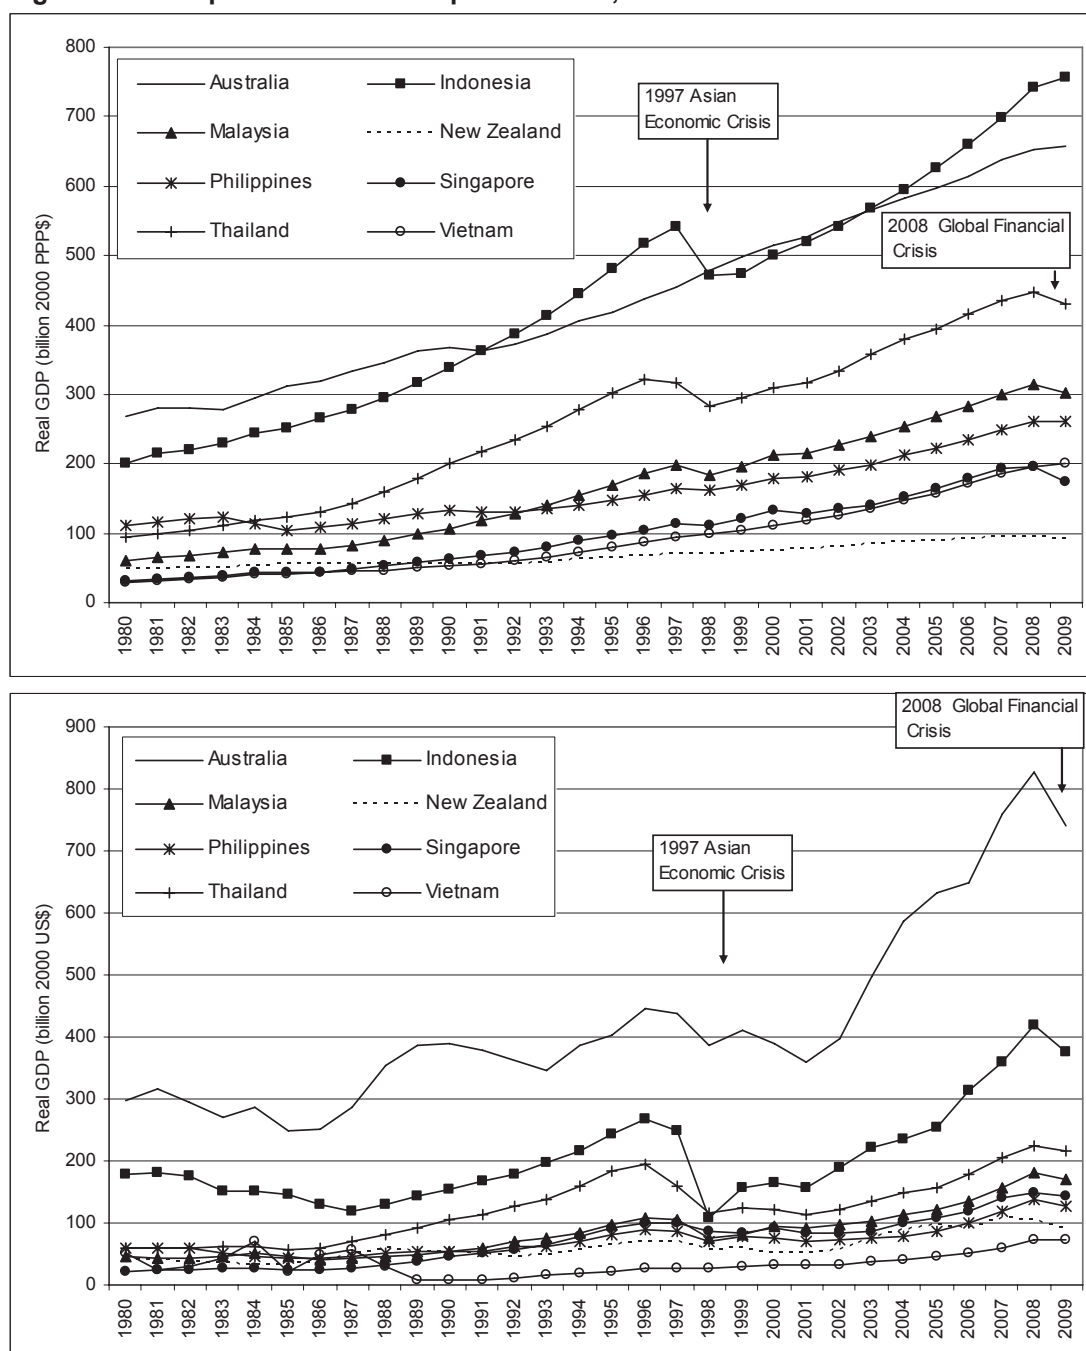 800
700
600
500
400
300
200
100
0
Real GDP (billion 2000 PPP$)
Australia
Indonesia
Malaysia
New Zealand
Philippines
Singapore
Thailand
Vietnam
1997 Asian
Economic Crisis
2008 Global Financial
Crisis
1980 1981 1982 1983 1984 1985 1986 1987 1988 1989 1990 1991 1992 1993 1994 1995 1996 1997 1998 1999 2000 2001 2002 2003 2004 2005 2006 2007 2008 2009
900
800
700
600
500
400
300
200
100
0
Real GDP (billion 2000 US$)
Australia
Indonesia
Malaysia
New Zealand
Philippines
Singapore
Thailand
Vietnam
1997 Asian
Economic Crisis
2008 Global Financial
Crisis
1980 1981 1982 1983 1984 1985 1986 1987 1988 1989 1990 1991 1992 1993 1994 1995 1996 1997 1998 1999 2000 2001 2002 2003 2004 2005 2006 2007 2008 2009